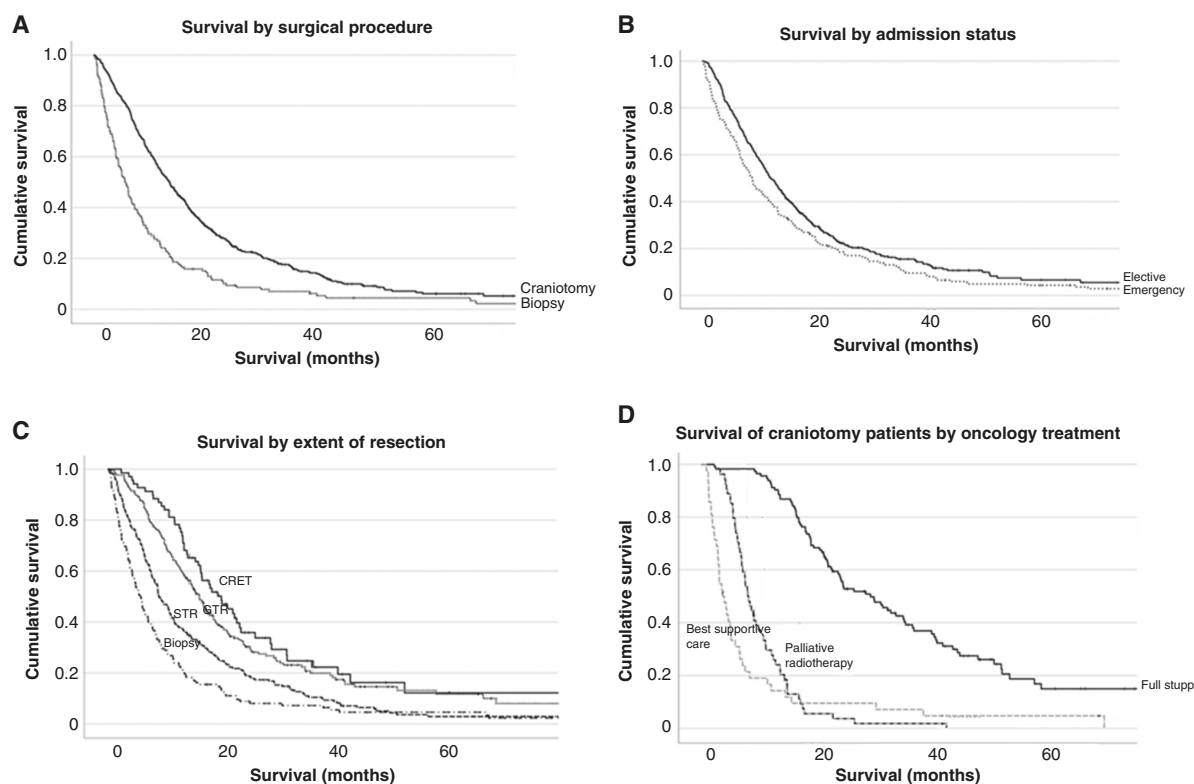 A
Survival by surgical procedure
Cumulative survival
1.0
0.8
0.6
0.4
0.2
0
Craniotomy
Biopsy
0 20 40 60
Survival (months)
B
Survival by admission status
Cumulative survival
1.0
0.8
0.6
0.4
0.2
0
Elective
Emergency
0 20 40 60
Survival (months)
C
Survival by extent of resection
Cumulative survival
1.0
0.8
0.6
0.4
0.2
0
CRET
STR GTR
Biopsy
0 20 40 60
Survival (months)
D
Survival of craniotomy patients by oncology treatment
Cumulative survival
1.0
0.8
0.6
0.4
0.2
0
Best supportive
care
Palliative
radiotherapy
Full stupp
0 20 40 60
Survival (months)